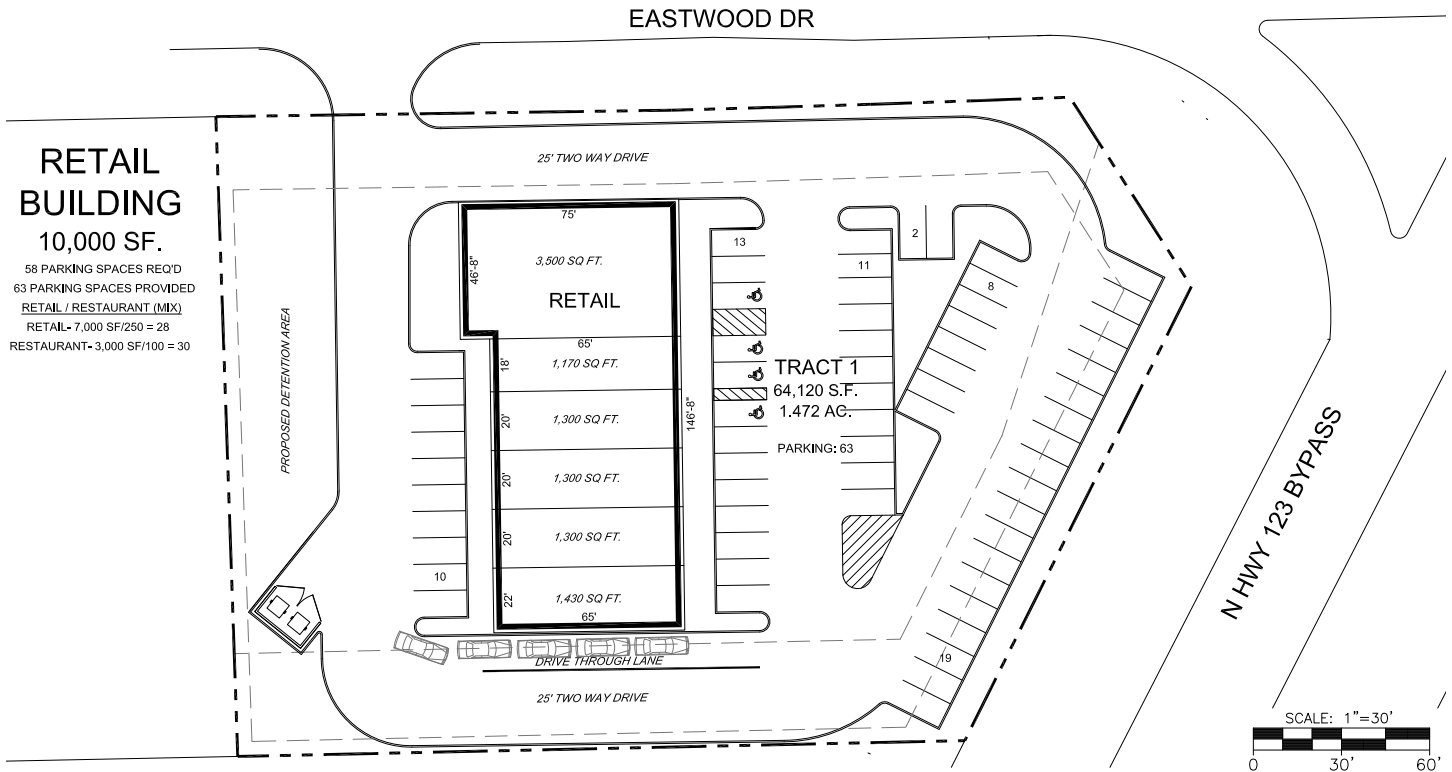 EASTWOOD DR
RETAIL
BUILDING
10,000 SF.
58 PARKING SPACES REQ'D
63 PARKING SPACES PROVIDED
RETAIL / RESTAURANT (MIX)
RETAIL- 7,000 SF/250 = 28
RESTAURANT- 3,000 SF/100 = 30
25' TWO WAY DRIVE
PROPOSED DETENTION AREA
75'
46'-8"
3,500 SQ FT.
RETAIL
65'
18'
1,170 SQ FT.
20'
1,300 SQ FT.
146'-8"
20'
1,300 SQ FT.
20'
1,300 SQ FT.
22'
1,430 SQ FT.
65'
10
13
11
2
8
TRACT 1
64,120 S.F.
1.472 AC.
PARKING: 63
19
DRIVE THROUGH LANE
25' TWO WAY DRIVE
N HWY 123 BYPASS
SCALE: 1"=30'
0 30' 60'